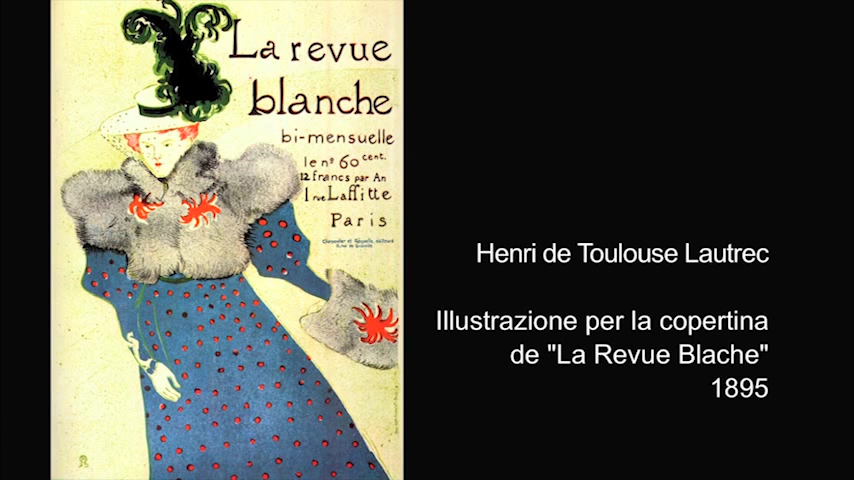 La revue
blanche
bi-mensuelle
le nº 60 cent.
12 francs par An
1 rue Laffitte
Paris
Henri de Toulouse Lautrec
Illustrazione per la copertina
de "La Revue Blache"
1895